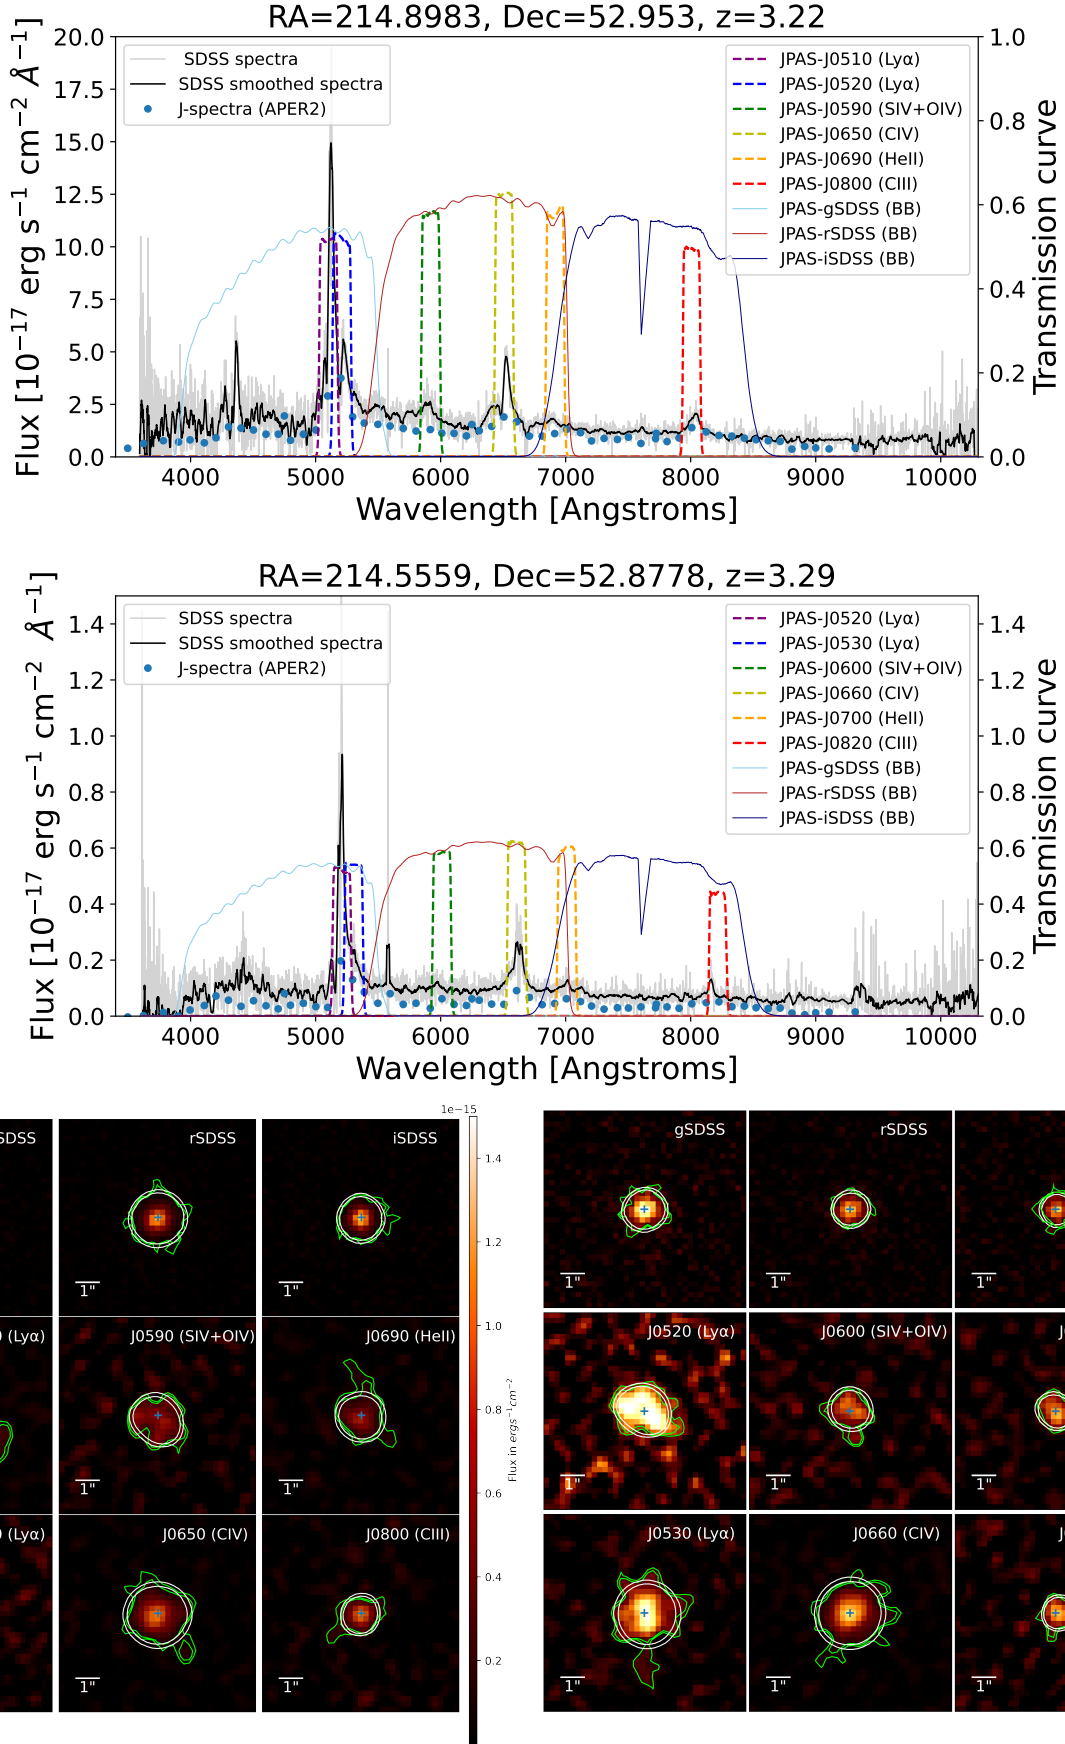 RA=214.8983, Dec=52.953, z=3.22
Flux [10⁻¹⁷ erg s⁻¹ cm⁻² Å⁻¹]
20.0
17.5
15.0
12.5
10.0
7.5
5.0
2.5
0.0
SDSS spectra
SDSS smoothed spectra
J-spectra (APER2)
JPAS-J0510 (Lyα)
JPAS-J0520 (Lyα)
JPAS-J0590 (SIV+OIV)
JPAS-J0650 (CIV)
JPAS-J0690 (HeII)
JPAS-J0800 (CIII)
JPAS-gSDSS (BB)
JPAS-rSDSS (BB)
JPAS-iSDSS (BB)
1.0
0.8
0.6
0.4
0.2
0.0
Transmission curve
4000 5000 6000 7000 8000 9000 10000
Wavelength [Angstroms]
RA=214.5559, Dec=52.8778, z=3.29
Flux [10⁻¹⁷ erg s⁻¹ cm⁻² Å⁻¹]
1.4
1.2
1.0
0.8
0.6
0.4
0.2
0.0
SDSS spectra
SDSS smoothed spectra
J-spectra (APER2)
JPAS-J0520 (Lyα)
JPAS-J0530 (Lyα)
JPAS-J0600 (SIV+OIV)
JPAS-J0660 (CIV)
JPAS-J0700 (HeII)
JPAS-J0820 (CIII)
JPAS-gSDSS (BB)
JPAS-rSDSS (BB)
JPAS-iSDSS (BB)
1.4
1.2
1.0
0.8
0.6
0.4
0.2
0.0
Transmission curve
4000 5000 6000 7000 8000 9000 10000
Wavelength [Angstroms]
SDSS
rSDSS
1"
iSDSS
1"
(Lyα)
J0590 (SIV+OIV)
1"
J0690 (HeII)
1"
(Lyα)
J0650 (CIV)
1"
J0800 (CIII)
1"
1e−15
1.4
1.2
1.0
0.8
0.6
0.4
0.2
Flux in ergs⁻¹cm⁻²
gSDSS
1"
rSDSS
1"
J0520 (Lyα)
1"
J0600 (SIV+OIV)
1"
J0530 (Lyα)
1"
J0660 (CIV)
1"